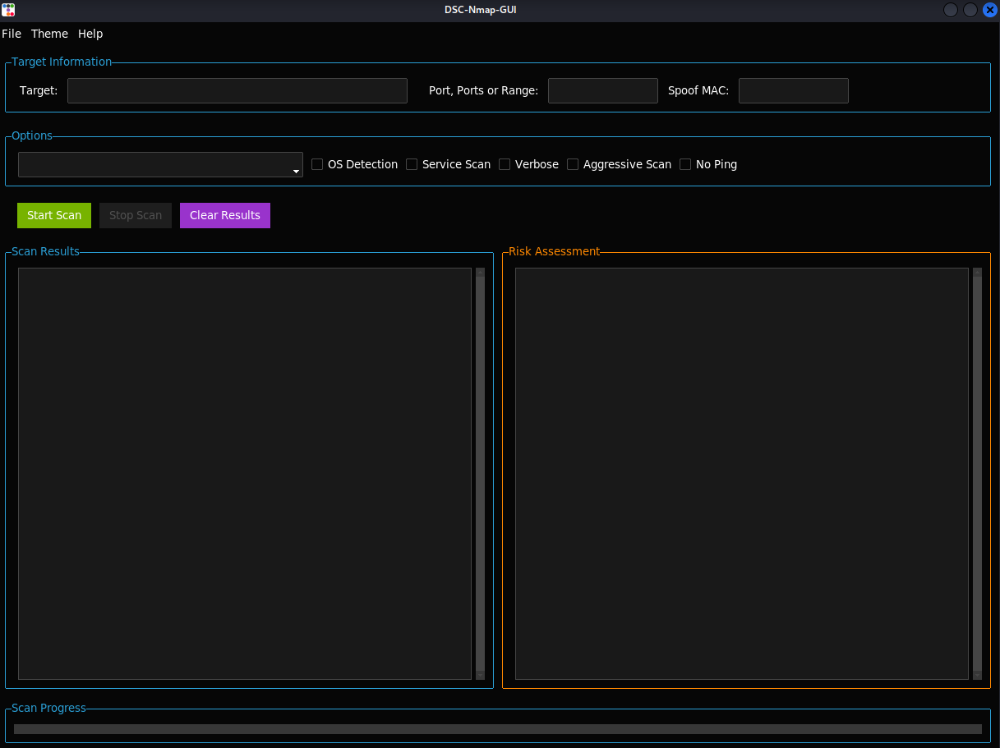 DSC-Nmap-GUI
File Theme Help
Target Information
Target: Port, Ports or Range: Spoof MAC:
Options
OS Detection Service Scan Verbose Aggressive Scan No Ping
Start Scan Stop Scan Clear Results
Scan Results Risk Assessment
Scan Progress